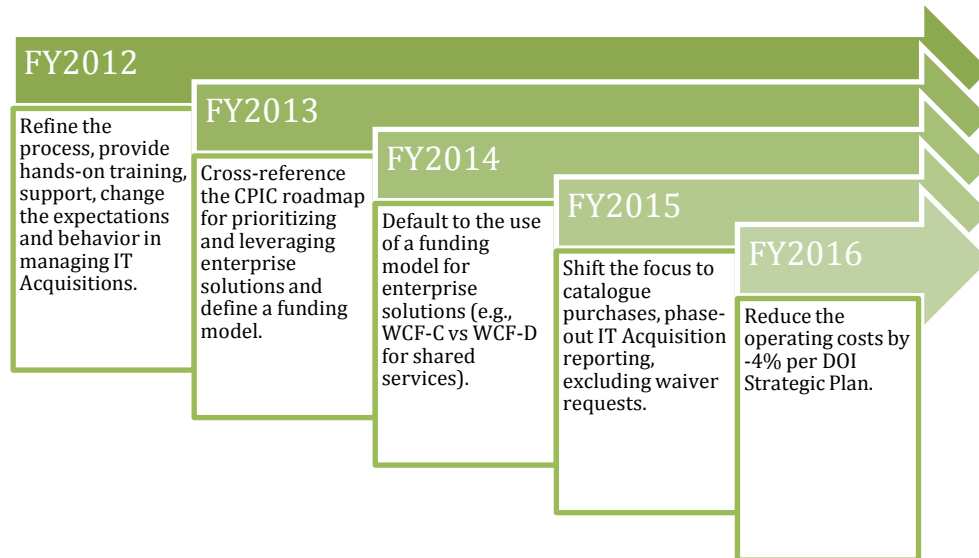 FY2012
Refine the
process, provide
hands-on training,
support, change
the expectations
and behavior in
managing IT
Acquisitions.
FY2013
Cross-reference
the CPIC roadmap
for prioritizing
and leveraging
enterprise
solutions and
define a funding
model.
FY2014
Default to the use
of a funding
model for
enterprise
solutions (e.g.,
WCF-C vs WCF-D
for shared
services).
FY2015
Shift the focus to
catalogue
purchases, phase-
out IT Acquisition
reporting,
excluding waiver
requests.
FY2016
Reduce the
operating costs by
-4% per DOI
Strategic Plan.